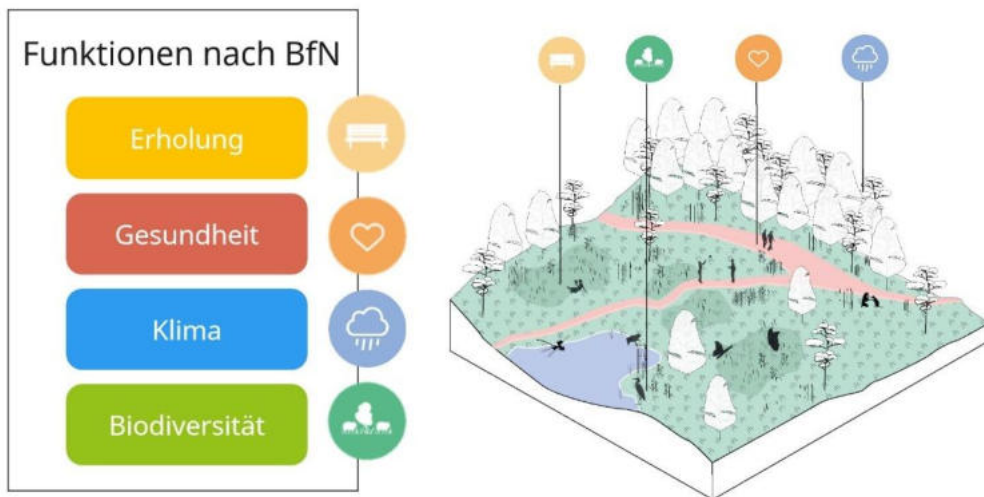 Funktionen nach BfN
Erholung
Gesundheit
Klima
Biodiversität